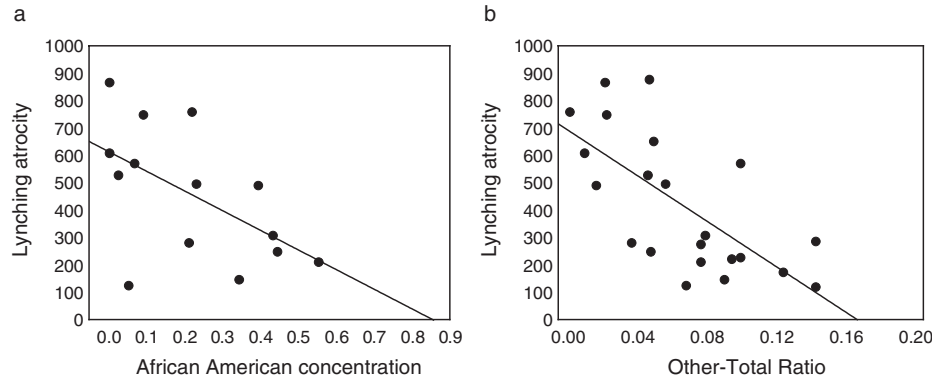 a
1000
900
800
700
600
500
400
300
200
100
0
Lynching atrocity
0.0 0.1 0.2 0.3 0.4 0.5 0.6 0.7 0.8 0.9
African American concentration
b
1000
900
800
700
600
500
400
300
200
100
0
Lynching atrocity
0.00 0.04 0.08 0.12 0.16 0.20
Other-Total Ratio